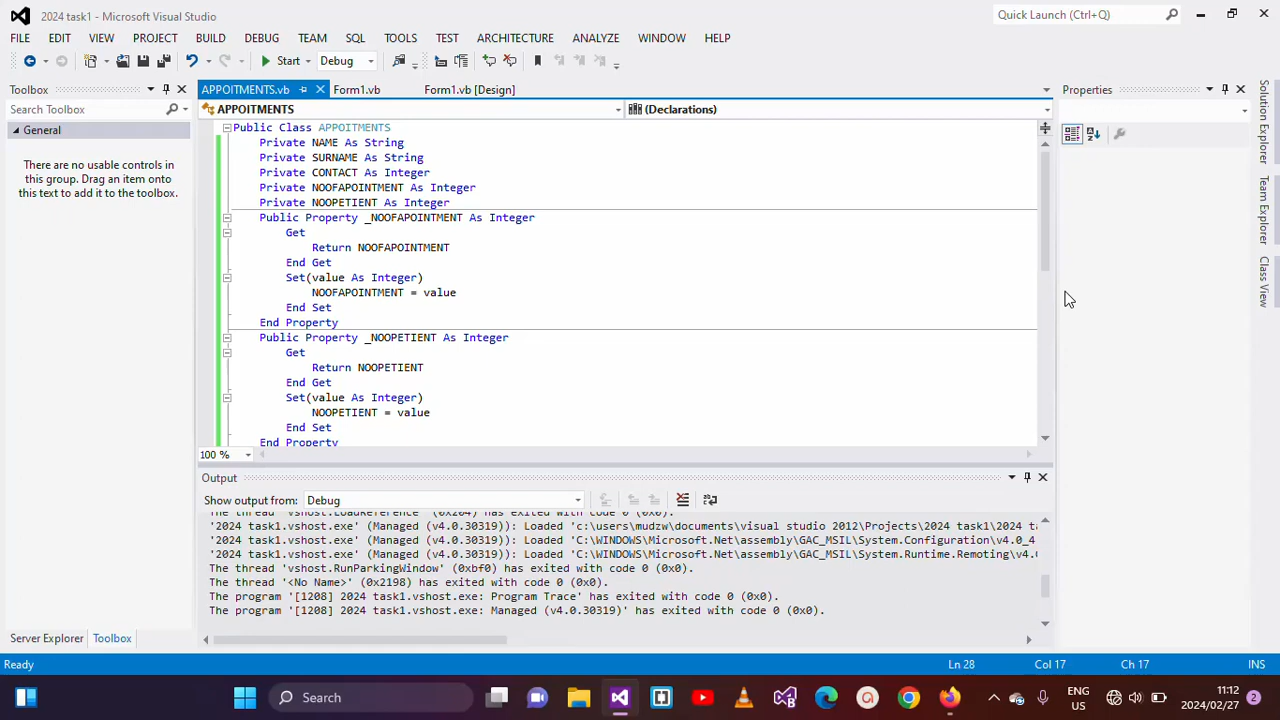 2024 task1 - Microsoft Visual Studio
Quick Launch (Ctrl+Q)
FILE EDIT VIEW PROJECT BUILD DEBUG TEAM SQL TOOLS TEST ARCHITECTURE ANALYZE WINDOW HELP
Start Debug
Toolbox
Search Toolbox
General
There are no usable controls in
this group. Drag an item onto
this text to add it to the toolbox.
Server Explorer Toolbox
APPOITMENTS.vb Form1.vb Form1.vb [Design]
APPOITMENTS (Declarations)
Public Class APPOITMENTS
Private NAME As String
Private SURNAME As String
Private CONTACT As Integer
Private NOOFAPOINTMENT As Integer
Private NOOPETIENT As Integer
Public Property _NOOFAPOINTMENT As Integer
Get
Return NOOFAPOINTMENT
End Get
Set(value As Integer)
NOOFAPOINTMENT = value
End Set
End Property
Public Property _NOOPETIENT As Integer
Get
Return NOOPETIENT
End Get
Set(value As Integer)
NOOPETIENT = value
End Set
End Property
100 %
Output
Show output from: Debug
The thread 'vshost.LoadReference' (0x204) has exited with code 0 (0x0).
'2024 task1.vshost.exe' (Managed (v4.0.30319)): Loaded 'c:\users\mudzw\documents\visual studio 2012\Projects\2024 task1\2024 t
'2024 task1.vshost.exe' (Managed (v4.0.30319)): Loaded 'C:\WINDOWS\Microsoft.Net\assembly\GAC_MSIL\System.Configuration\v4.0_4
'2024 task1.vshost.exe' (Managed (v4.0.30319)): Loaded 'C:\WINDOWS\Microsoft.Net\assembly\GAC_MSIL\System.Runtime.Remoting\v4.
The thread 'vshost.RunParkingWindow' (0xbf0) has exited with code 0 (0x0).
The thread '<No Name>' (0x2198) has exited with code 0 (0x0).
The program '[1208] 2024 task1.vshost.exe: Program Trace' has exited with code 0 (0x0).
The program '[1208] 2024 task1.vshost.exe: Managed (v4.0.30319)' has exited with code 0 (0x0).
Properties
Solution Explorer
Team Explorer
Class View
Ready Ln 28 Col 17 Ch 17 INS
Search
ENG
US
11:12
2024/02/27
2